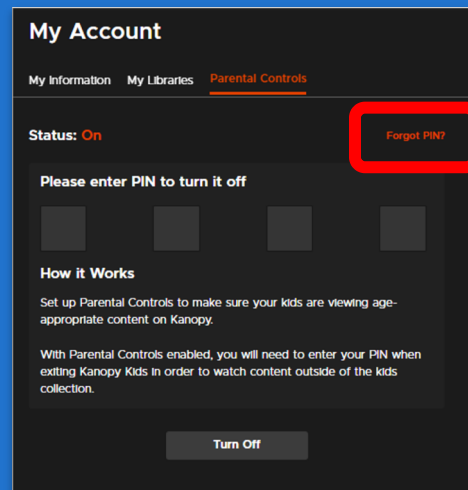 My Account
My Information My Libraries Parental Controls
Status: On Forgot PIN?
Please enter PIN to turn it off
How it Works
Set up Parental Controls to make sure your kids are viewing age-
appropriate content on Kanopy.
With Parental Controls enabled, you will need to enter your PIN when
exiting Kanopy Kids in order to watch content outside of the kids
collection.
Turn Off